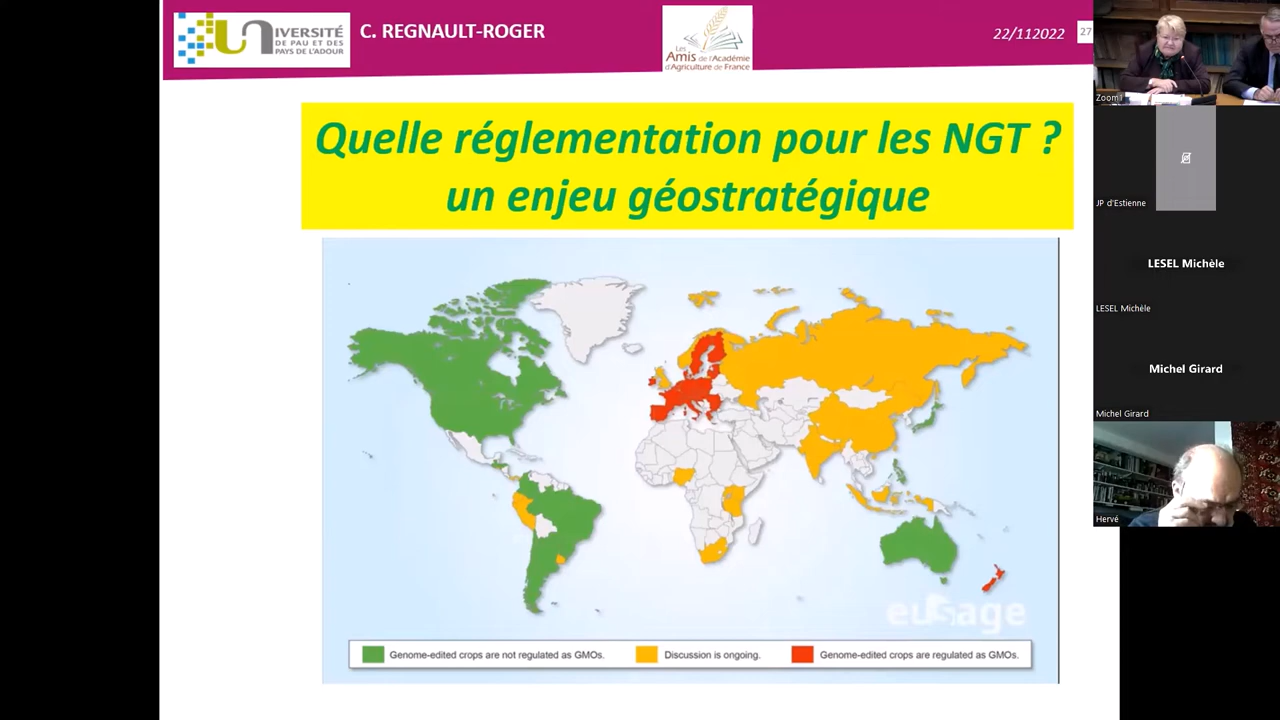 UNIVERSITÉ
DE PAU ET DES
PAYS DE L'ADOUR
C. REGNAULT-ROGER
Les
Amis de l'Académie
d'Agriculture de France
22/112022
27
Quelle réglementation pour les NGT ?
un enjeu géostratégique
eusage
Genome-edited crops are not regulated as GMOs.
Discussion is ongoing.
Genome-edited crops are regulated as GMOs.
Zoom1
JP d'Estienne
LESEL Michèle
LESEL Michèle
Michel Girard
Michel Girard
Hervé